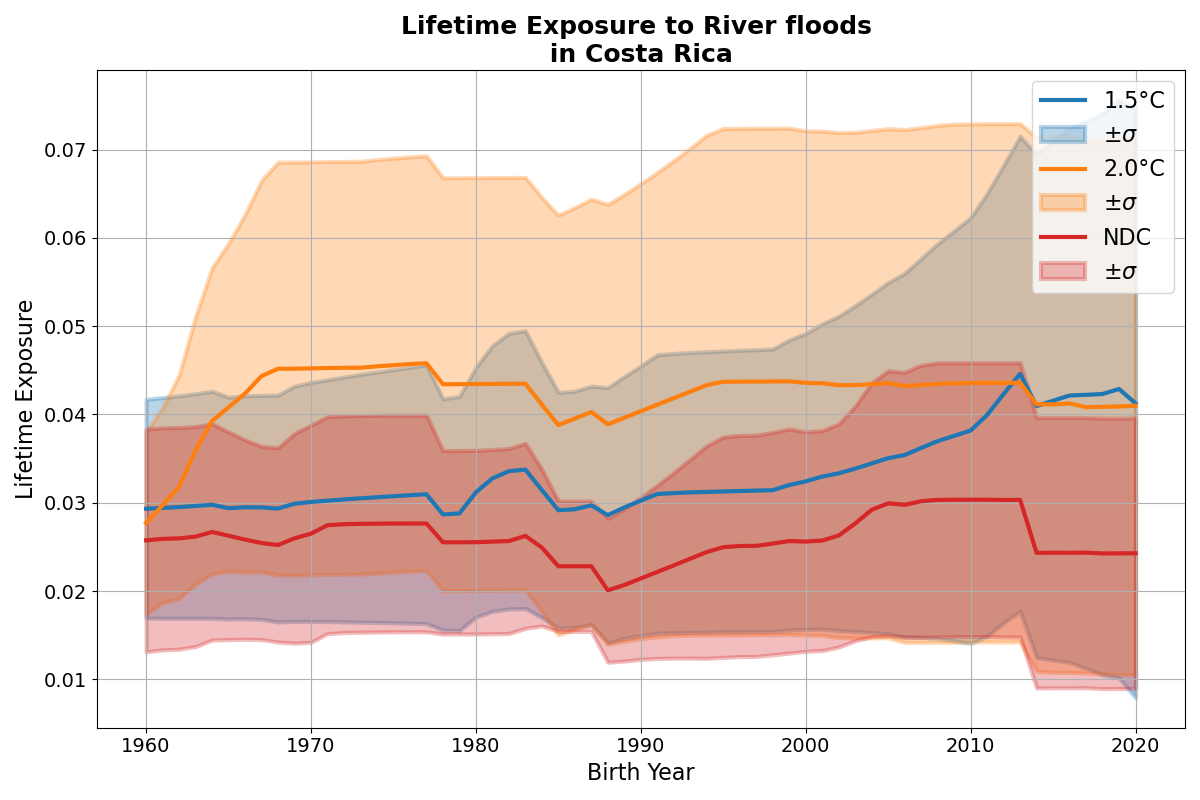 Lifetime Exposure to River floods
in Costa Rica
1.5°C
±σ
2.0°C
±σ
NDC
±σ
Lifetime Exposure
0.07
0.06
0.05
0.04
0.03
0.02
0.01
1960 1970 1980 1990 2000 2010 2020
Birth Year